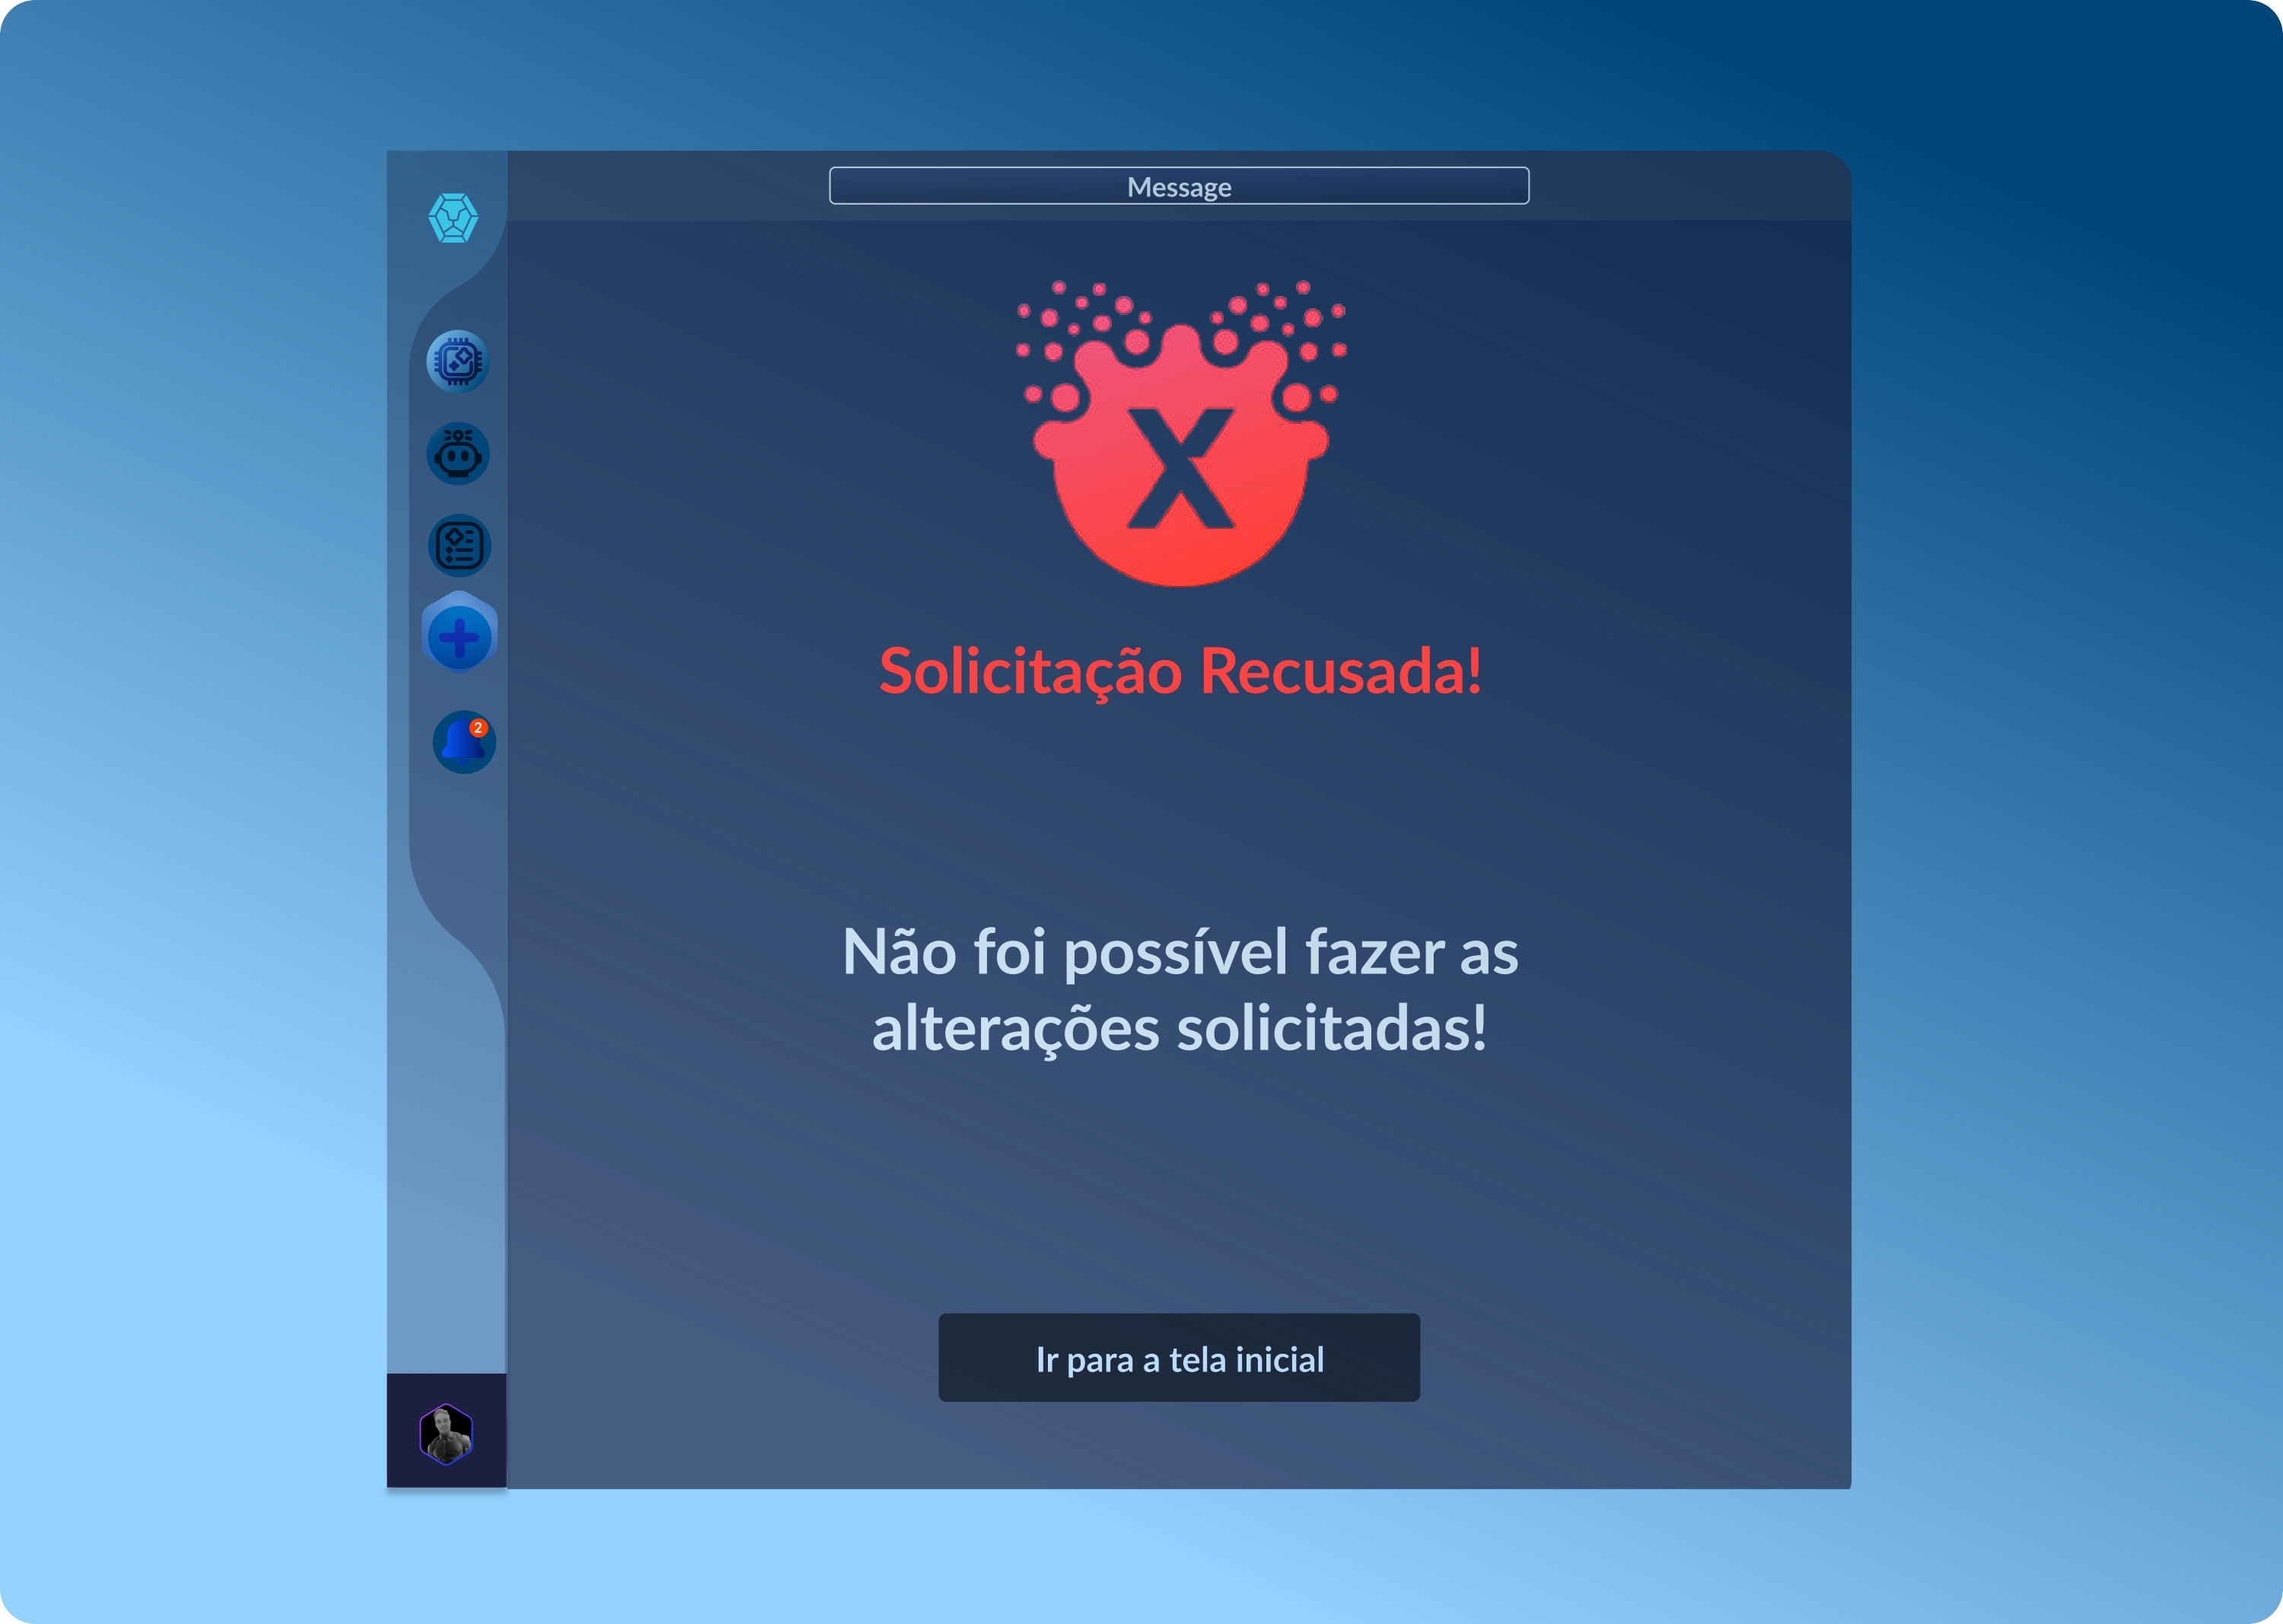 Message
2
Solicitação Recusada!
Não foi possível fazer as
alterações solicitadas!
Ir para a tela inicial